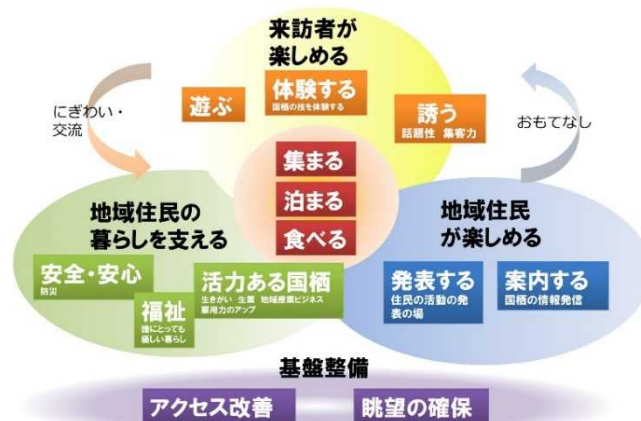 来訪者が
楽しめる
遊ぶ
体験する
国栖の技を体験する
誘う
話題性 集客力
にぎわい・
交流
おもてなし
集まる
泊まる
食べる
地域住民の
暮らしを支える
安全・安心
防災
福祉
誰にとっても
優しい暮らし
活力ある国栖
生きがい 生業 地域産業ビジネス
雇用力のアップ
地域住民
が楽しめる
発表する
住民の活動の発
表の場
案内する
国栖の情報発信
基盤整備
アクセス改善
眺望の確保